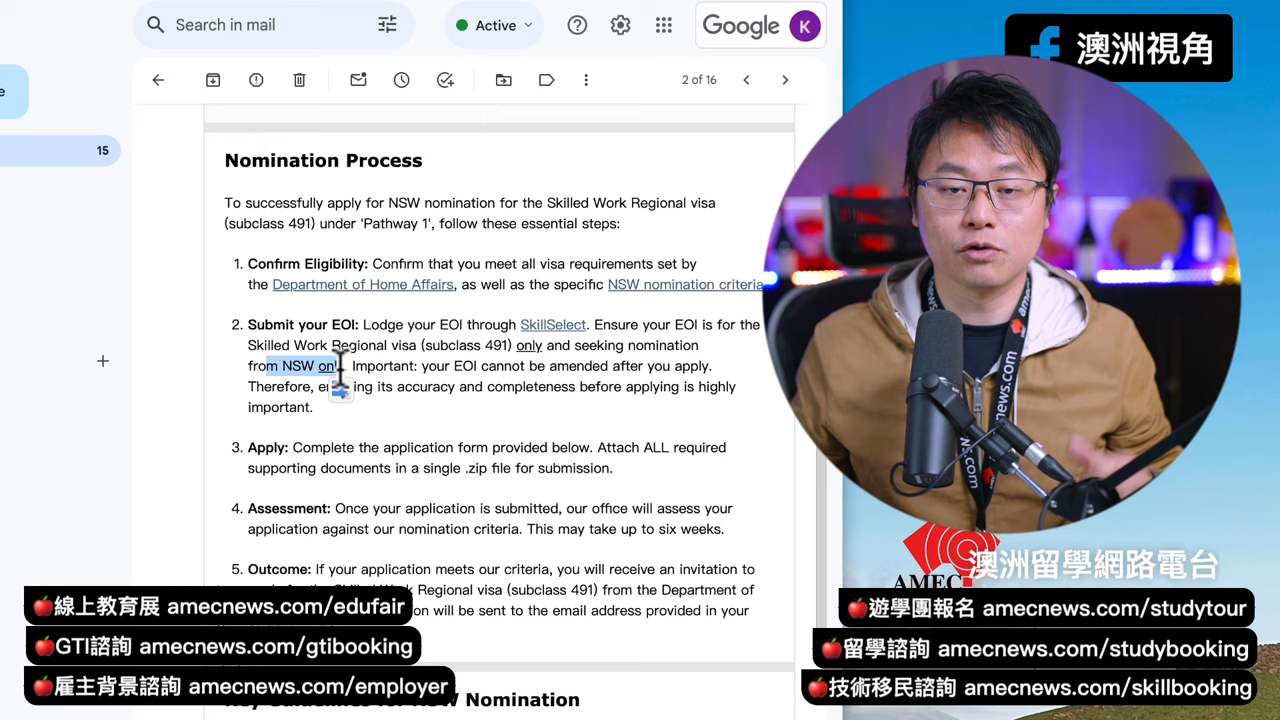 Search in mail
Active
Google
K
澳洲視角
e
2 of 16
15
Nomination Process
To successfully apply for NSW nomination for the Skilled Work Regional visa
(subclass 491) under 'Pathway 1', follow these essential steps:
1. Confirm Eligibility: Confirm that you meet all visa requirements set by
the Department of Home Affairs, as well as the specific NSW nomination criteria
2. Submit your EOI: Lodge your EOI through SkillSelect. Ensure your EOI is for the
Skilled Work Regional visa (subclass 491) only and seeking nomination
from NSW Important: your EOI cannot be amended after you apply.
Therefore, its accuracy and completeness before applying is highly
important.
3. Apply: Complete the application form provided below. Attach ALL required
supporting documents in a single .zip file for submission.
4. Assessment: Once your application is submitted, our office will assess your
application against our nomination criteria. This may take up to six weeks.
5. Outcome: If your application meets our criteria, you will receive an invitation to
Regional visa (subclass 491) from the Department of
will be sent to the email address provided in your
Nomination
news.com
s.com
AMEC
澳洲留學網路電台
線上教育展 amecnews.com/edufair
GTI諮詢 amecnews.com/gtibooking
雇主背景諮詢 amecnews.com/employer
遊學團報名 amecnews.com/studytour
留學諮詢 amecnews.com/studybooking
技術移民諮詢 amecnews.com/skillbooking